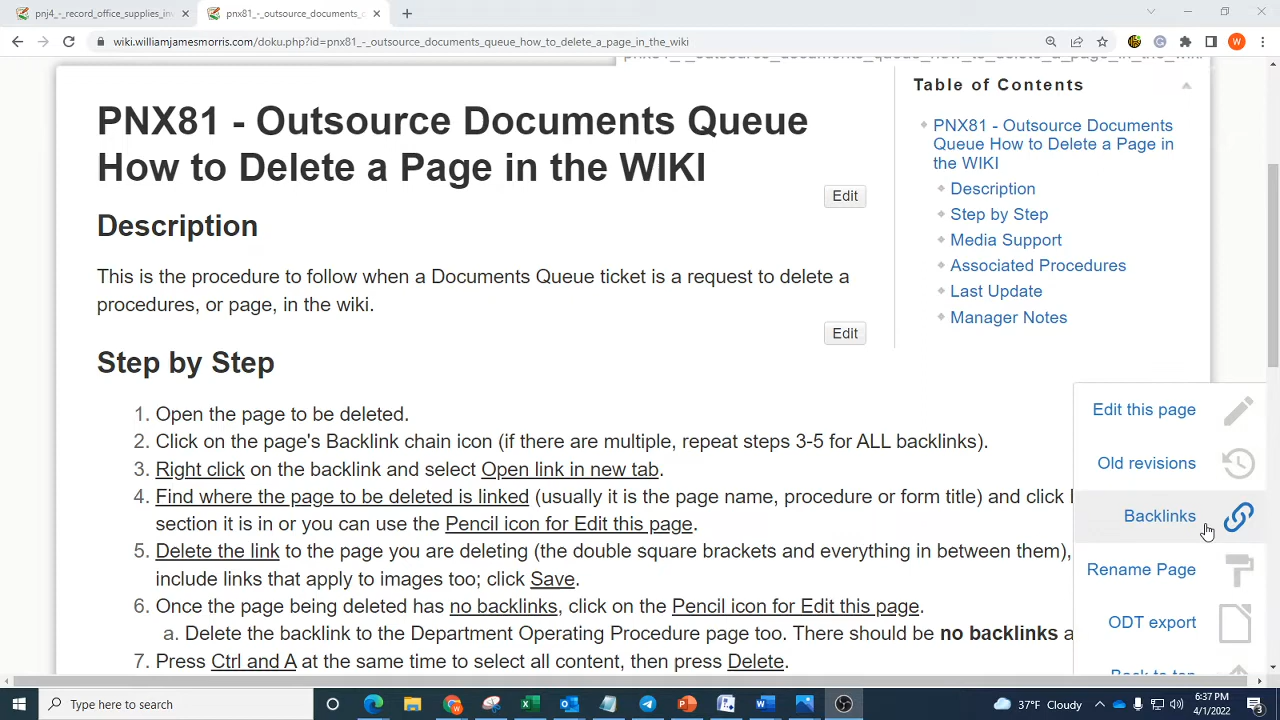 pnj4_-_record_office_supplies_inv
pnx81_-_outsource_documents_q
wiki.williamjamesmorris.com/doku.php?id=pnx81_-_outsource_documents_queue_how_to_delete_a_page_in_the_wiki
W
PNX81 - Outsource Documents Queue
How to Delete a Page in the WIKI
Edit
Description
This is the procedure to follow when a Documents Queue ticket is a request to delete a
procedures, or page, in the wiki.
Edit
Step by Step
1. Open the page to be deleted.
2. Click on the page's Backlink chain icon (if there are multiple, repeat steps 3-5 for ALL backlinks).
3. Right click on the backlink and select Open link in new tab.
4. Find where the page to be deleted is linked (usually it is the page name, procedure or form title) and click
section it is in or you can use the Pencil icon for Edit this page.
5. Delete the link to the page you are deleting (the double square brackets and everything in between them),
include links that apply to images too; click Save.
6. Once the page being deleted has no backlinks, click on the Pencil icon for Edit this page.
a. Delete the backlink to the Department Operating Procedure page too. There should be no backlinks a
7. Press Ctrl and A at the same time to select all content, then press Delete.
Table of Contents
PNX81 - Outsource Documents
Queue How to Delete a Page in
the WIKI
Description
Step by Step
Media Support
Associated Procedures
Last Update
Manager Notes
Edit this page
Old revisions
Backlinks
Rename Page
ODT export
Back to top
Type here to search
37°F Cloudy
6:37 PM
4/1/2022
3